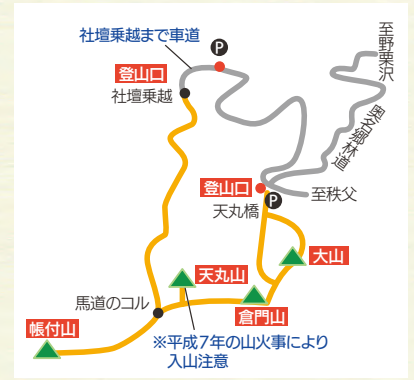 社壇乗越まで車道
P
登山口
社壇乗越
至野栗沢
奥名郷林道
登山口
P
至秩父
天丸橋
大山
天丸山
倉門山
馬道のコル
帳付山
※平成7年の山火事により
入山注意